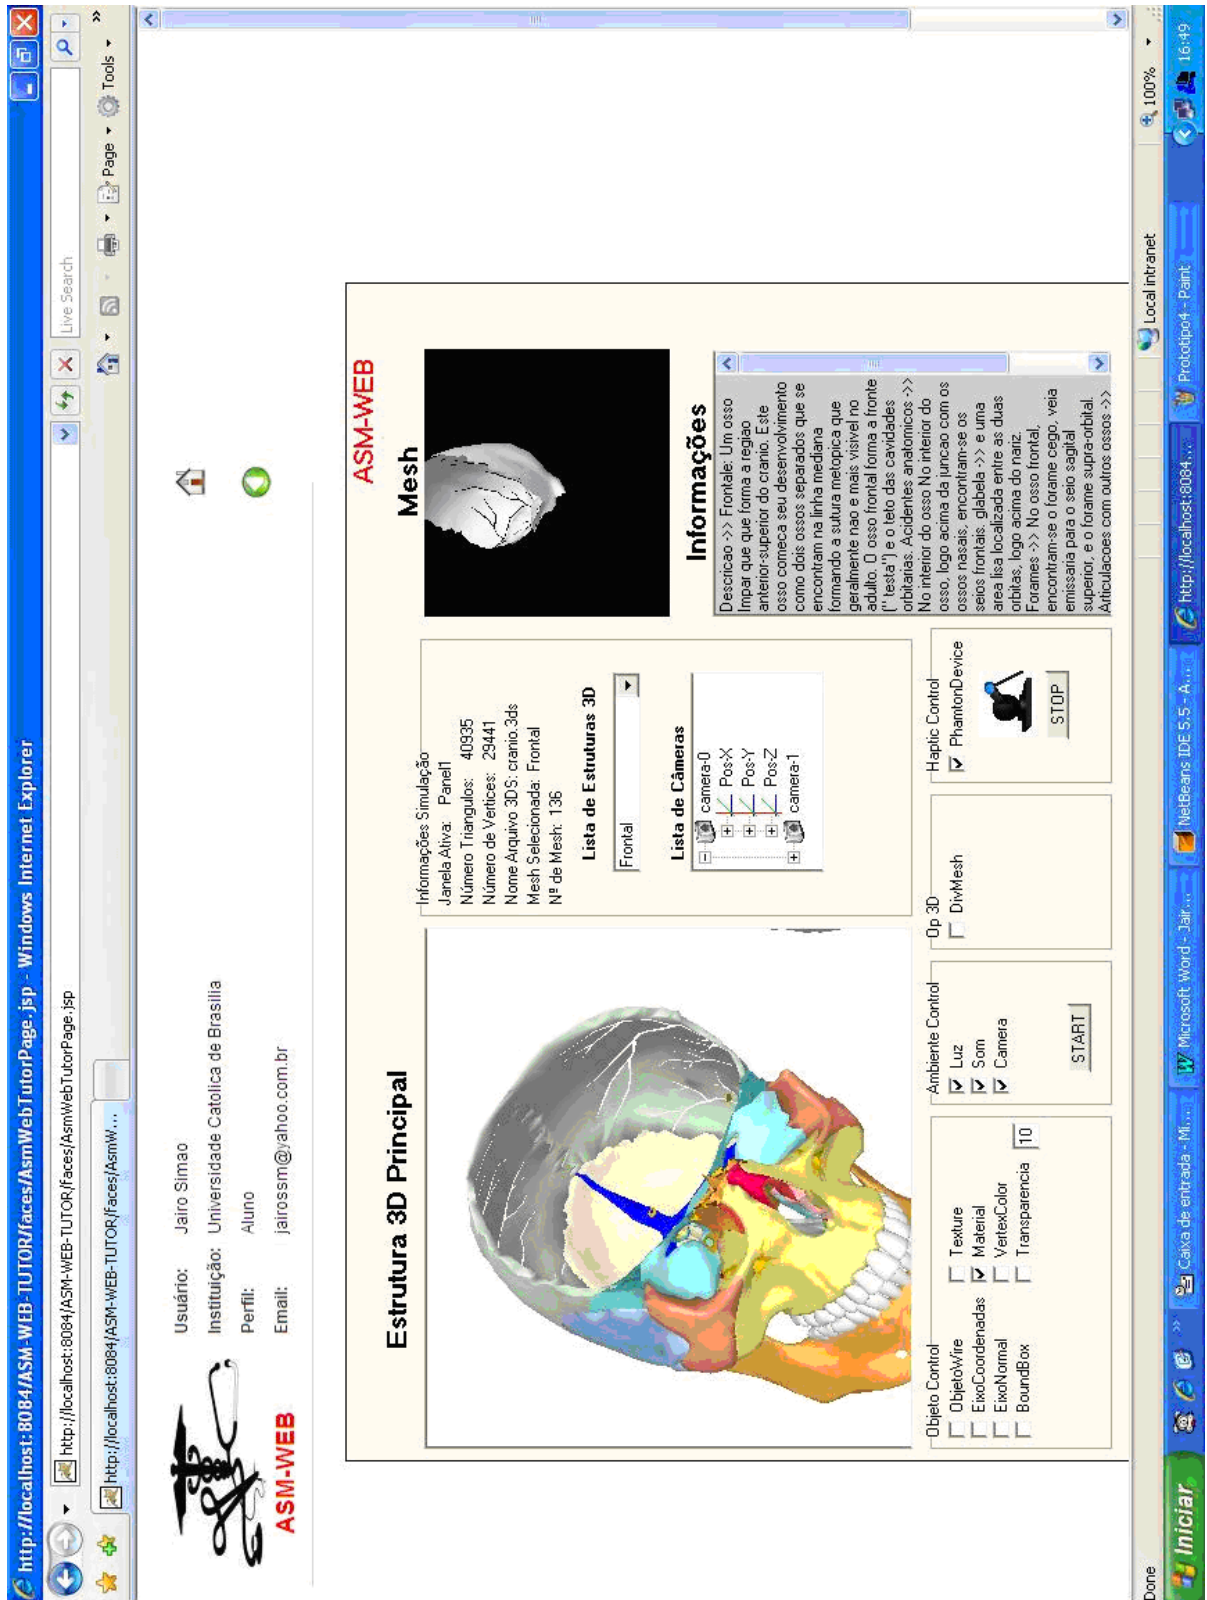 http://localhost:8084/ASM-WEB-TUTOR/faces/AsmWebTutorPage.jsp - Windows Internet Explorer
http://localhost:8084/ASM-WEB-TUTOR/faces/AsmWebTutorPage.jsp
Live Search
http://localhost:8084/ASM-WEB-TUTOR/faces/AsmW...
Page
Tools
ASM-WEB
Usuário: Jairo Simao
Instituição: Universidade Catolica de Brasilia
Perfil: Aluno
Email: jairossm@yahoo.com.br
ASM-WEB
Estrutura 3D Principal
Informações Simulação
Janela Ativa: Panel1
Número Triangulos: 40935
Número de Vertices: 29441
Nome Arquivo 3DS: cranio.3ds
Mesh Selecionada: Frontal
Nº de Mesh: 136
Lista de Estruturas 3D
Frontal
Lista de Câmeras
camera-0
Pos-X
Pos-Y
Pos-Z
camera-1
Mesh
Informações
Descricao ->> Frontale: Um osso
Impar que que forma a regiao
anterior-superior do cranio. Este
osso comeca seu desenvolvimento
como dois ossos separados que se
encontram na linha mediana
formando a sutura metopica que
geralmente nao e mais visivel no
adulto. O osso frontal forma a fronte
(" testa") e o teto das cavidades
orbitarias. Acidentes anatomicos ->>
No interior do osso No interior do
osso, logo acima da juncao com os
ossos nasais, encontram-se os
seios frontais. glabela ->> e uma
area lisa localizada entre as duas
orbitas, logo acima do nariz.
Forames ->> No osso frontal,
encontram-se o forame cego, veia
emissaria para o seio sagital
superior, e o forame supra-orbital.
Articulacoes com outros ossos ->>
Objeto Control
ObjetoWire
Texture
EixoCoordenadas
Material
EixoNormal
VertexColor
BoundBox
Transparencia
10
Ambiente Control
Luz
Som
Camera
START
Op 3D
DivMesh
Haptic Control
PhamtonDevice
STOP
Done
Local intranet
100%
Iniciar
Caixa de entrada - Mi...
Microsoft Word - Jair...
NetBeans IDE 5.5 - A...
http://localhost:8084...
Prototipo4 - Paint
16:49